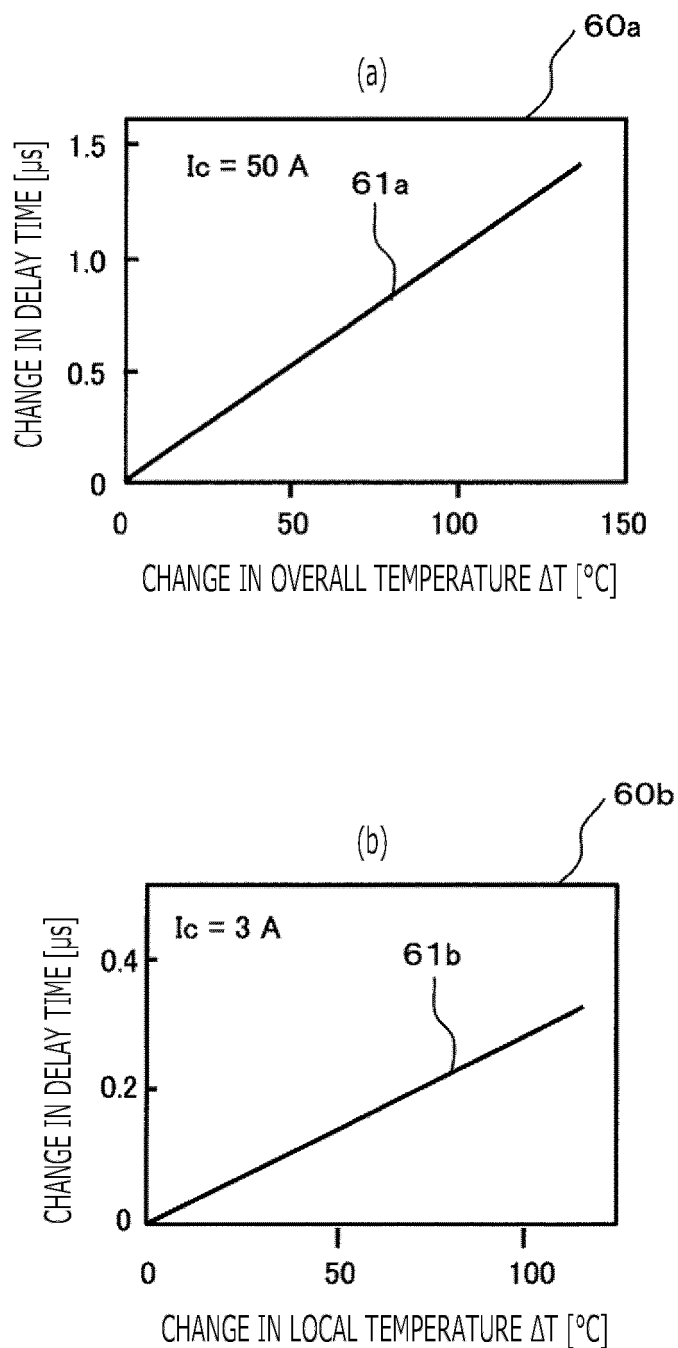 60a
(a)
CHANGE IN DELAY TIME [µs]
1.5
1.0
0.5
0
Ic = 50 A
61a
0
50
100
150
CHANGE IN OVERALL TEMPERATURE ΔT [°C]
60b
(b)
CHANGE IN DELAY TIME [µs]
0.4
0.2
0
Ic = 3 A
61b
0
50
100
CHANGE IN LOCAL TEMPERATURE ΔT [°C]